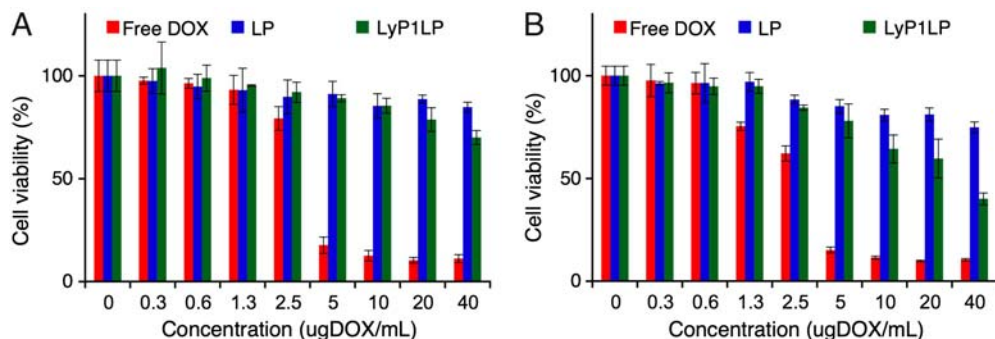 A
Free DOX LP LyP1LP
Cell viability (%)
100
50
0
0 0.3 0.6 1.3 2.5 5 10 20 40
Concentration (ugDOX/mL)
B
Free DOX LP LyP1LP
Cell viability (%)
100
50
0
0 0.3 0.6 1.3 2.5 5 10 20 40
Concentration (ugDOX/mL)